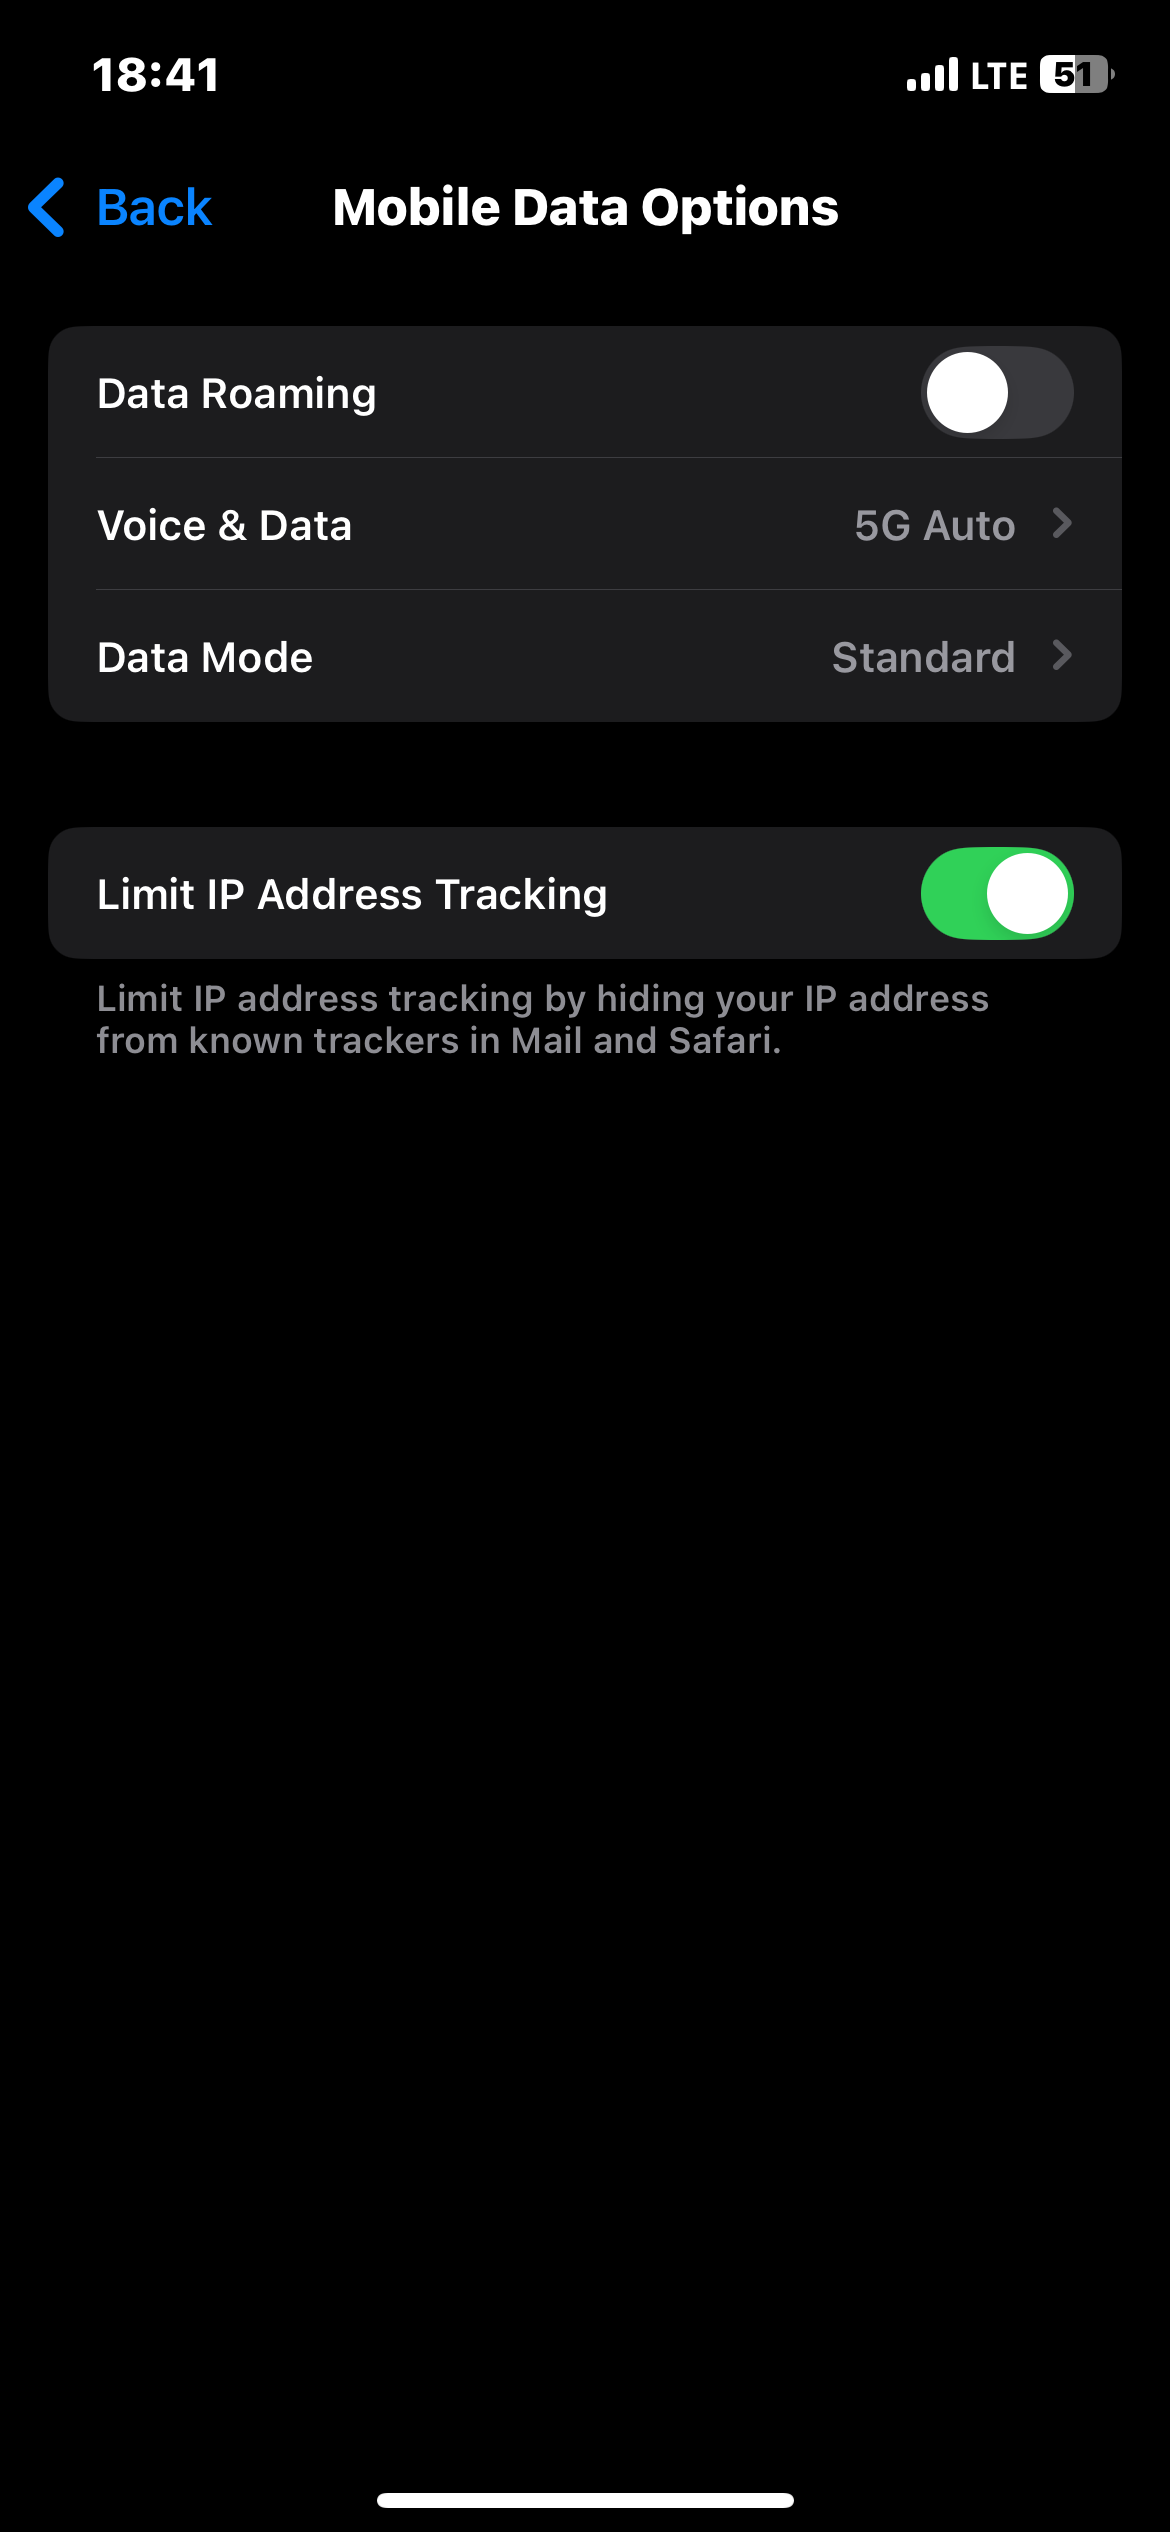 18:41 LTE 51
Back Mobile Data Options
Data Roaming
Voice & Data 5G Auto
Data Mode Standard
Limit IP Address Tracking
Limit IP address tracking by hiding your IP address
from known trackers in Mail and Safari.